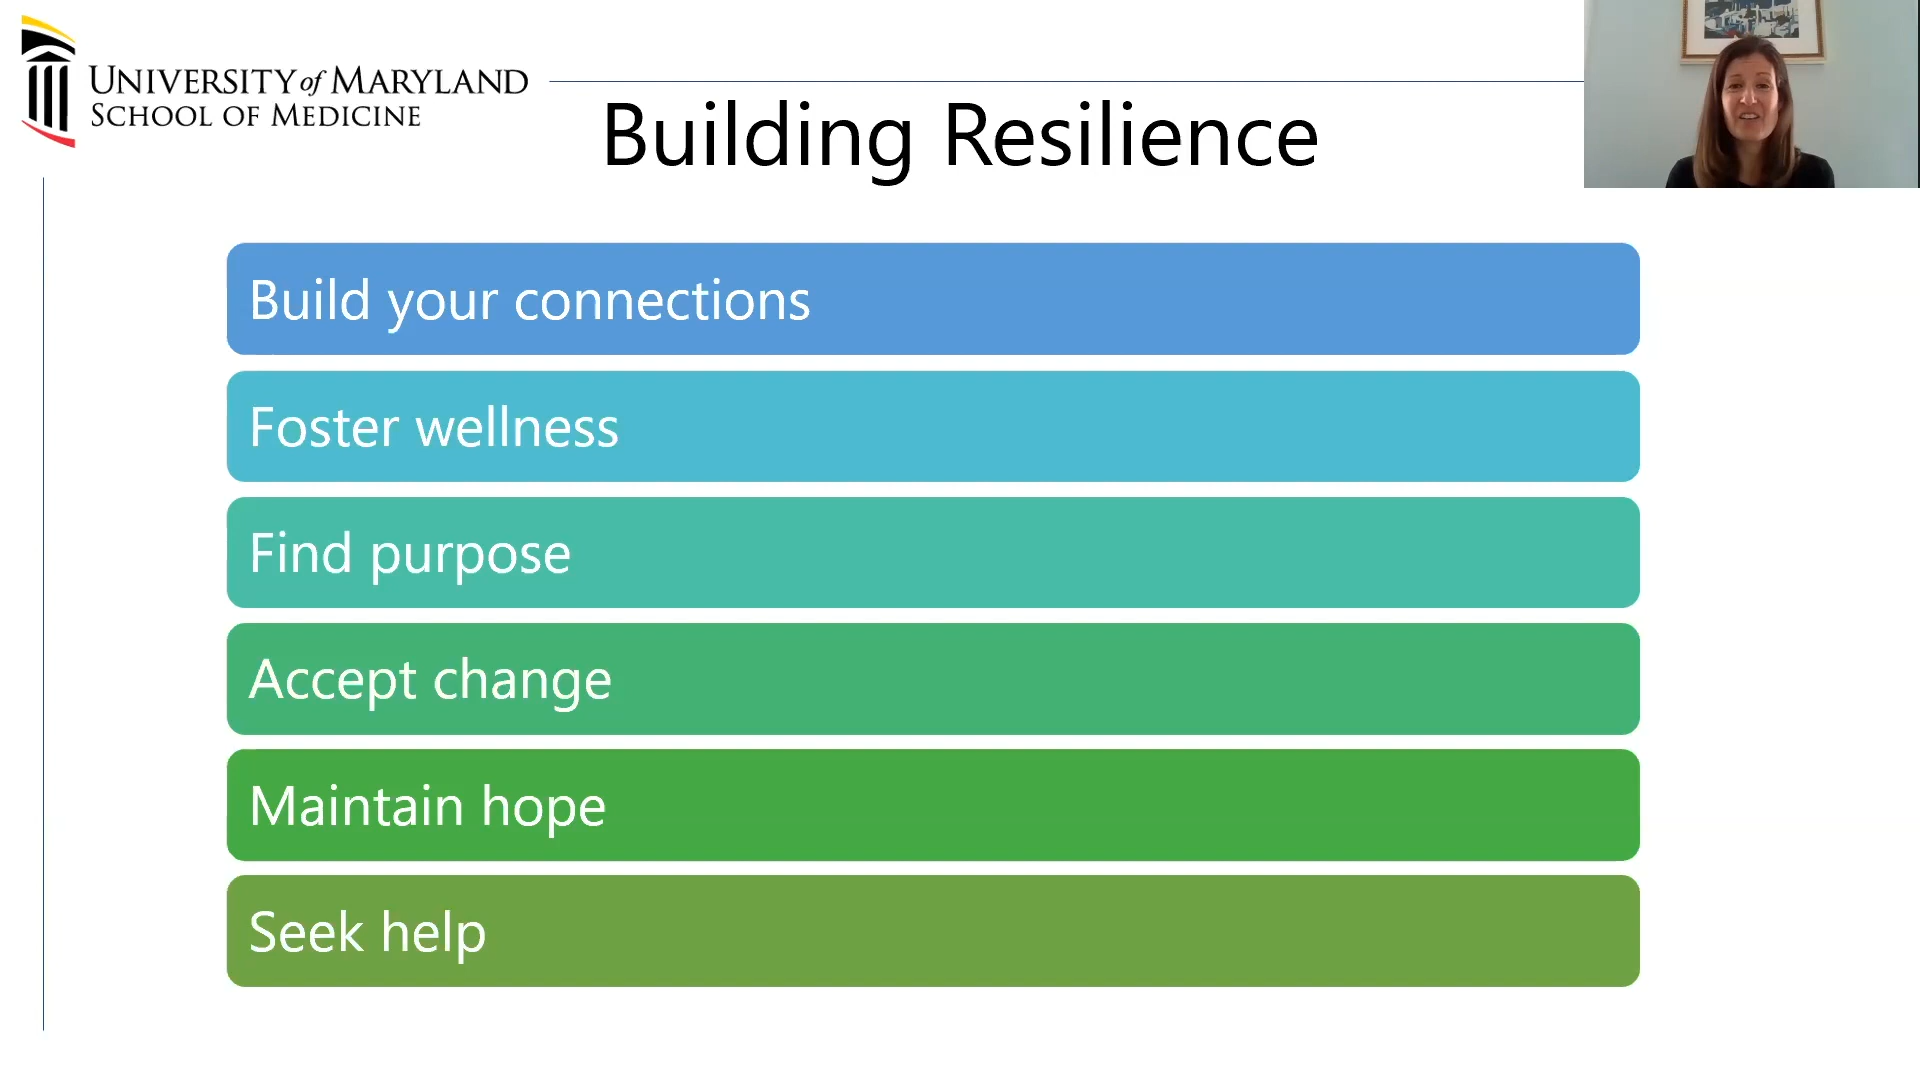 UNIVERSITY of MARYLAND
SCHOOL OF MEDICINE
Building Resilience
Build your connections
Foster wellness
Find purpose
Accept change
Maintain hope
Seek help